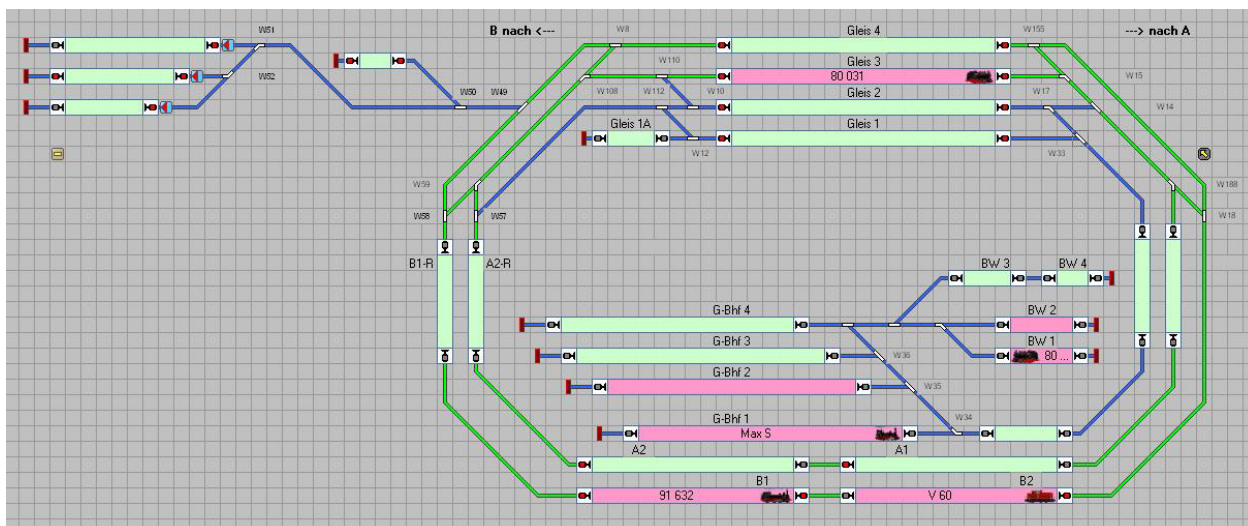 W51
B nach <---
W8
Gleis 4
W155
---> nach A
W110
Gleis 3
W52
80 031
W15
W50
W49
W108
W112
W10
Gleis 2
W17
W14
Gleis 1A
Gleis 1
W12
W33
W59
W188
W58
W57
W18
B1-R
A2-R
BW 3
BW 4
G-Bhf 4
BW 2
G-Bhf 3
BW 1
W36
80 ...
G-Bhf 2
W35
G-Bhf 1
W34
Max S
A2
A1
B1
B2
91 632
V 60